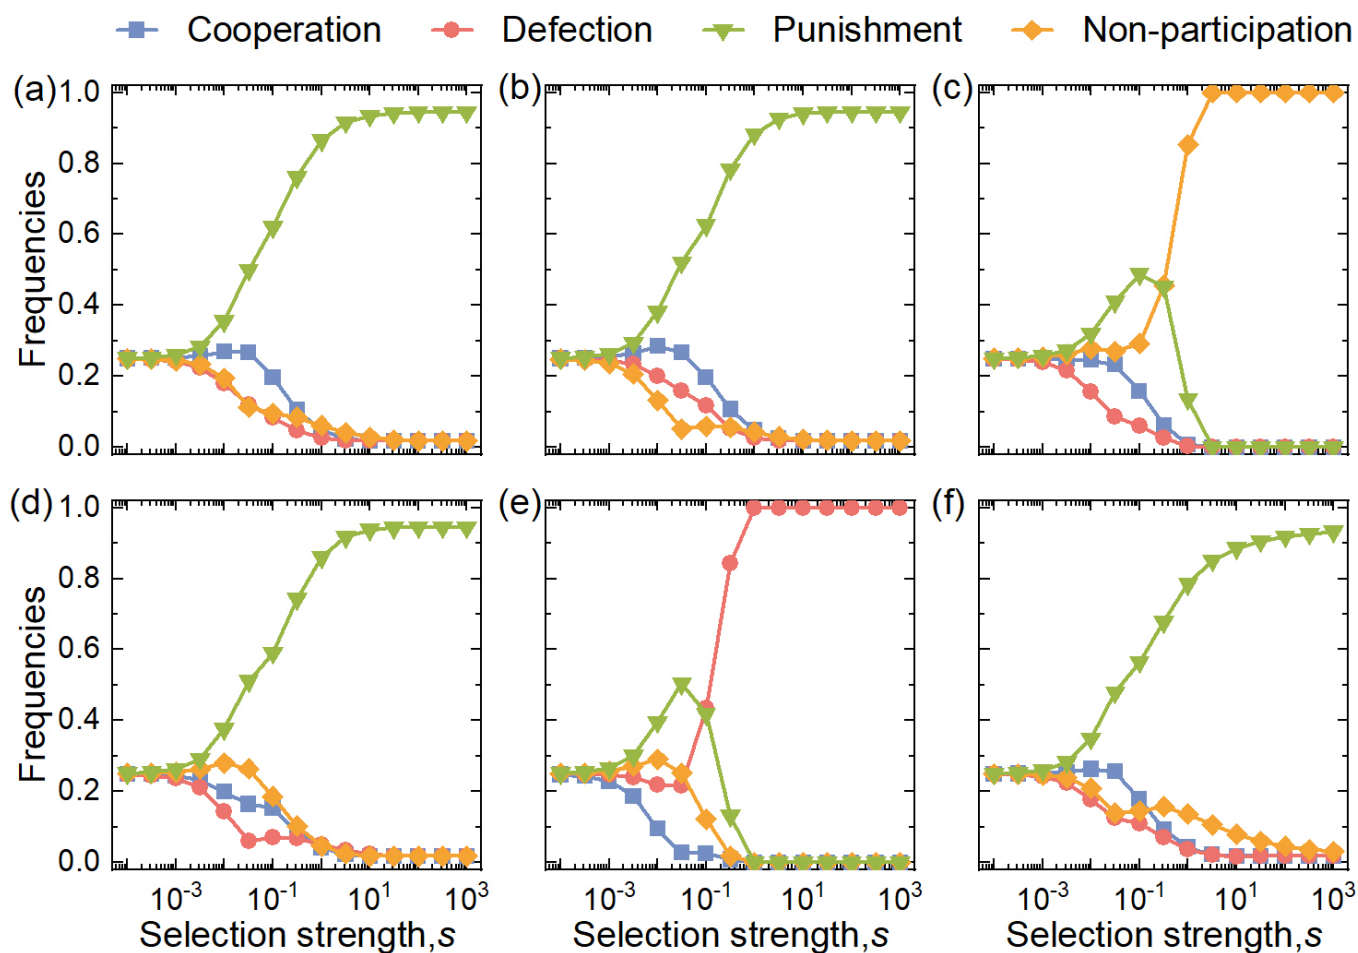 Cooperation Defection Punishment Non-participation
(a) (b) (c)
1.0
0.8
0.6
0.4
0.2
0.0
Frequencies
(d) (e) (f)
1.0
0.8
0.6
0.4
0.2
0.0
Frequencies
10⁻³ 10⁻¹ 10¹ 10³ 10⁻³ 10⁻¹ 10¹ 10³ 10⁻³ 10⁻¹ 10¹ 10³
Selection strength,s Selection strength,s Selection strength,s